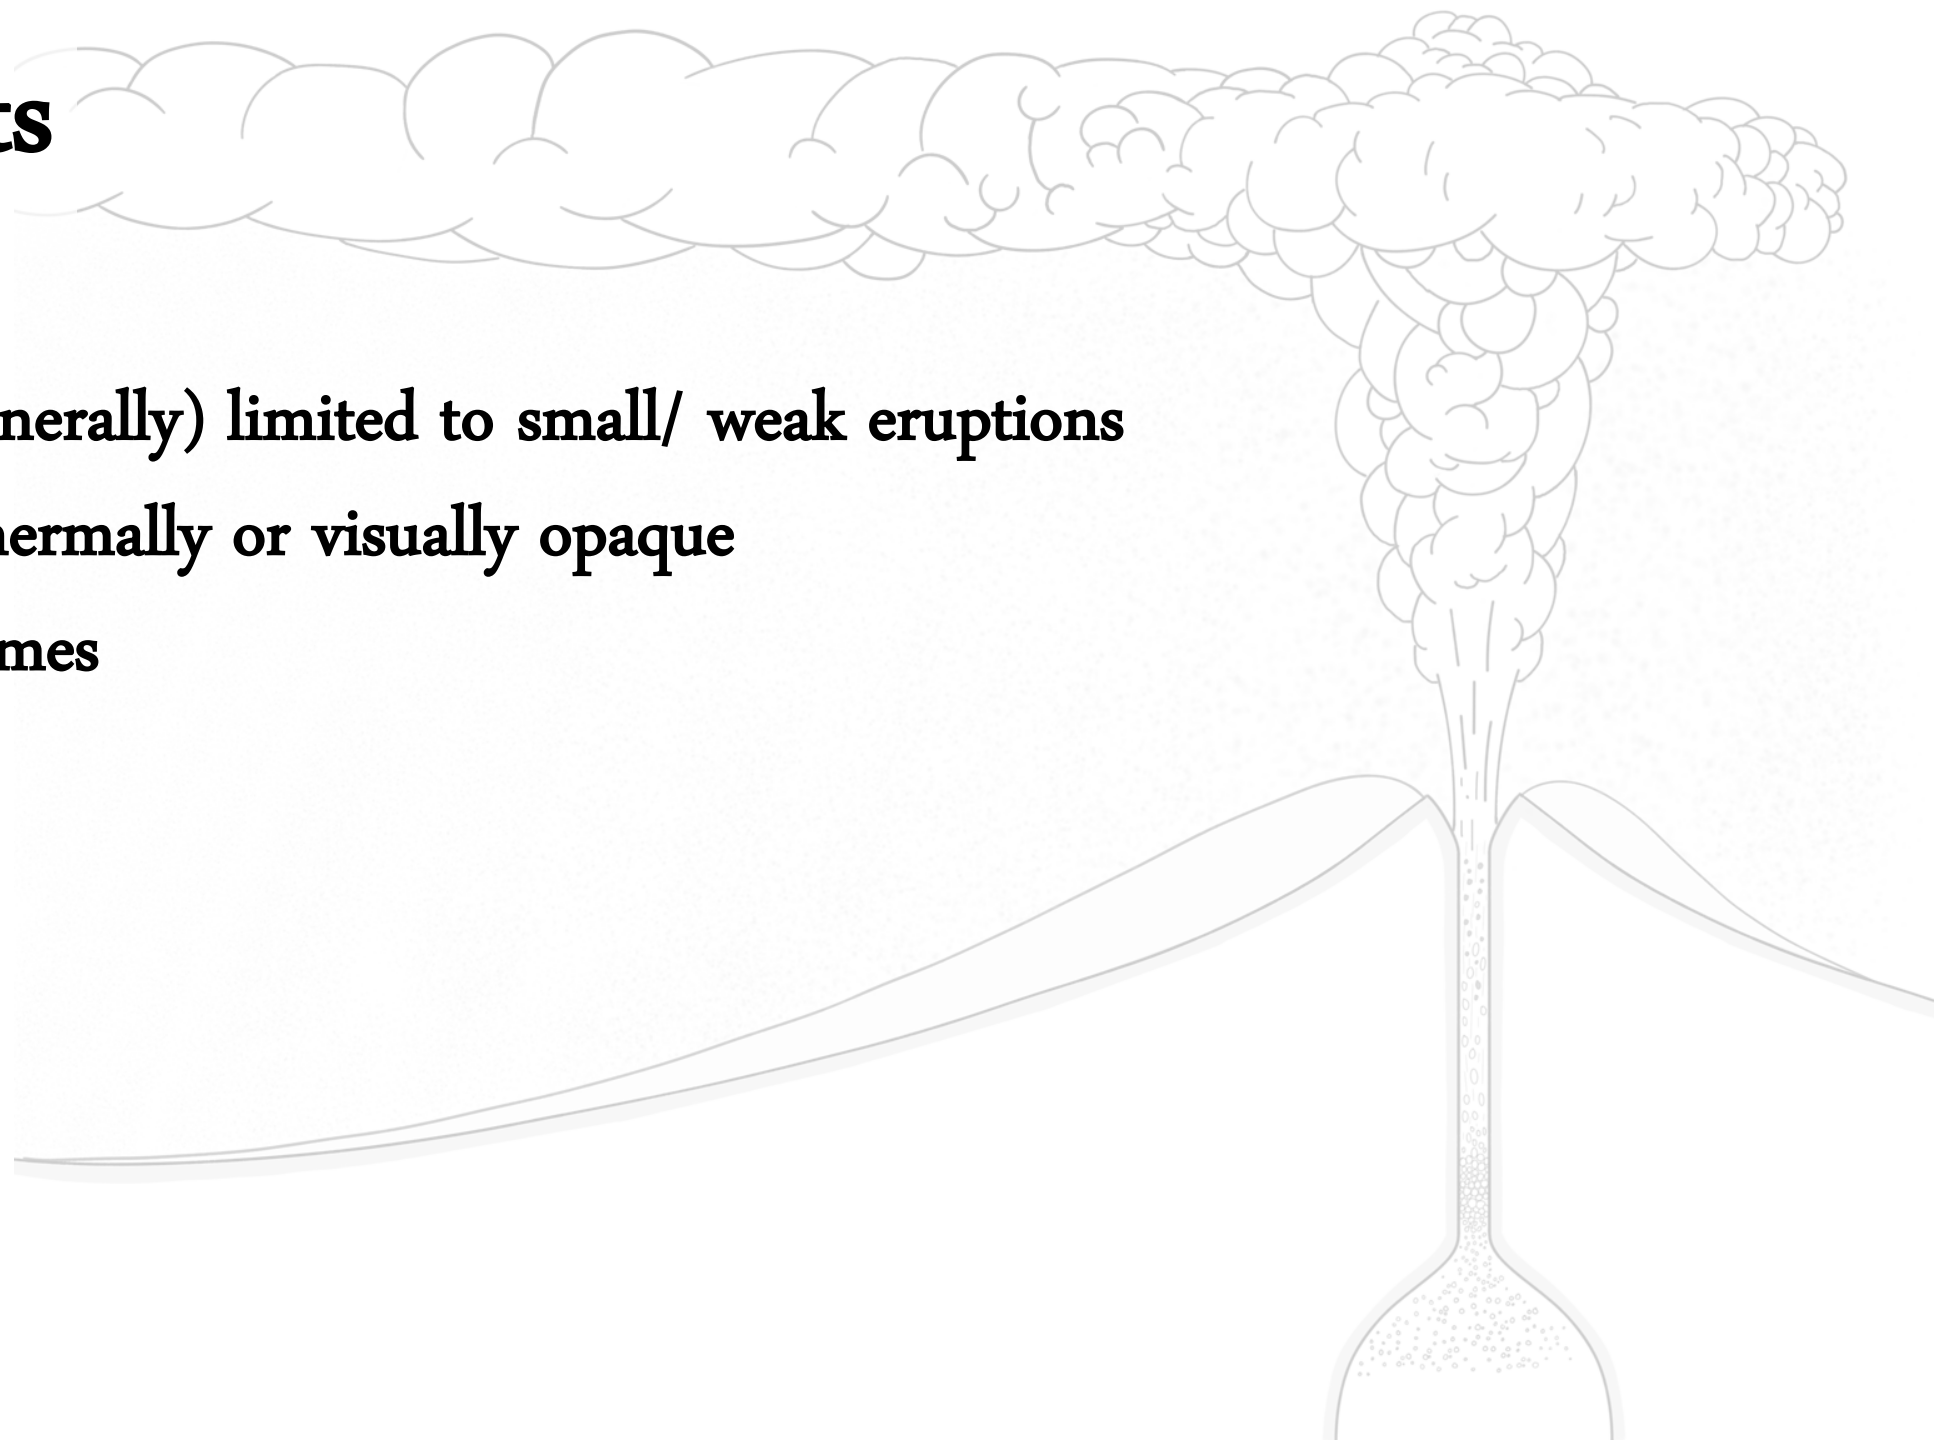 ts
nerally) limited to small/ weak eruptions
hermally or visually opaque
mes